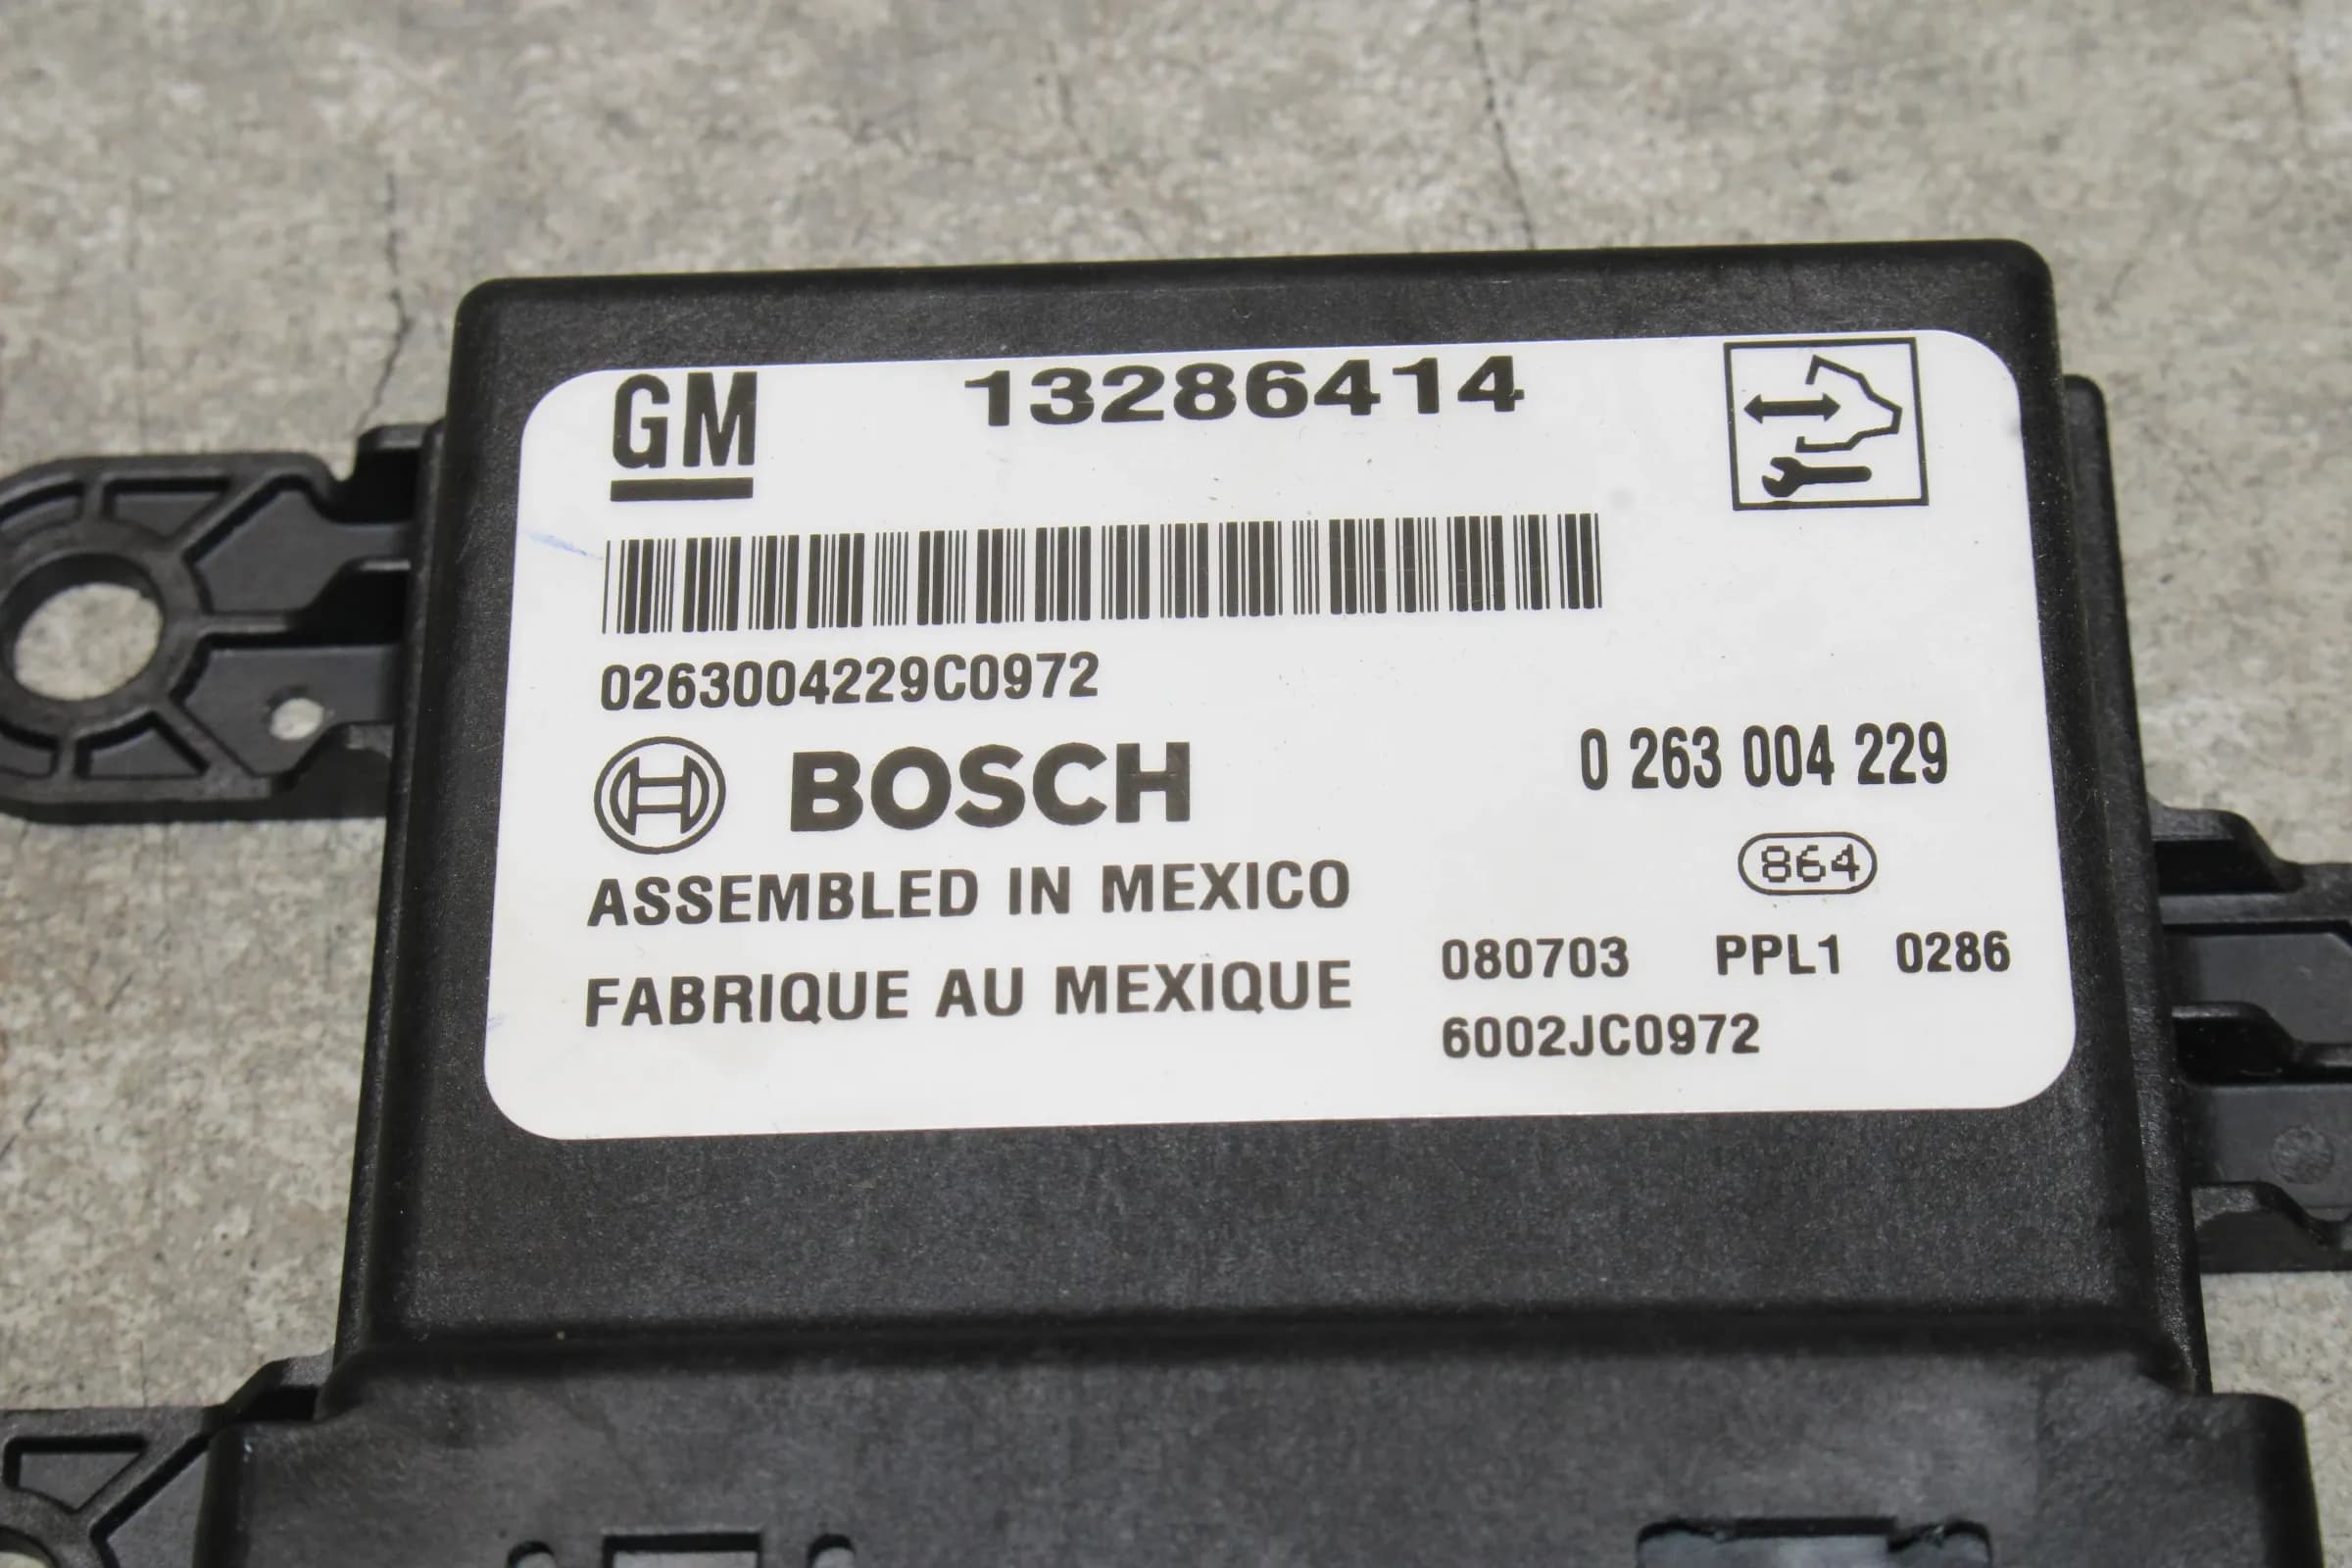 GM 13286414
0263004229C0972
BOSCH 0 263 004 229
864
ASSEMBLED IN MEXICO
FABRIQUE AU MEXIQUE
080703 PPL1 0286
6002JC0972